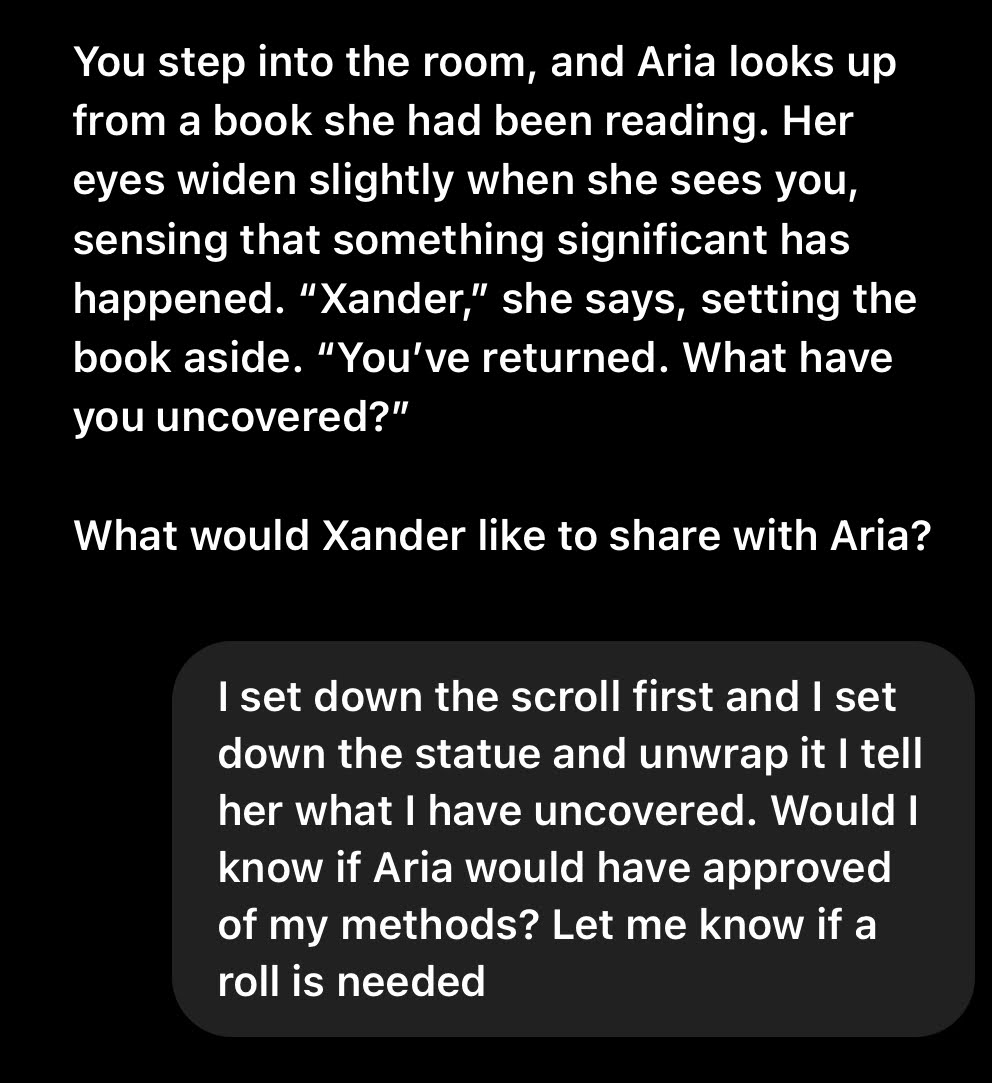 You step into the room, and Aria looks up
from a book she had been reading. Her
eyes widen slightly when she sees you,
sensing that something significant has
happened. “Xander,” she says, setting the
book aside. “You’ve returned. What have
you uncovered?”
What would Xander like to share with Aria?
I set down the scroll first and I set
down the statue and unwrap it I tell
her what I have uncovered. Would I
know if Aria would have approved
of my methods? Let me know if a
roll is needed